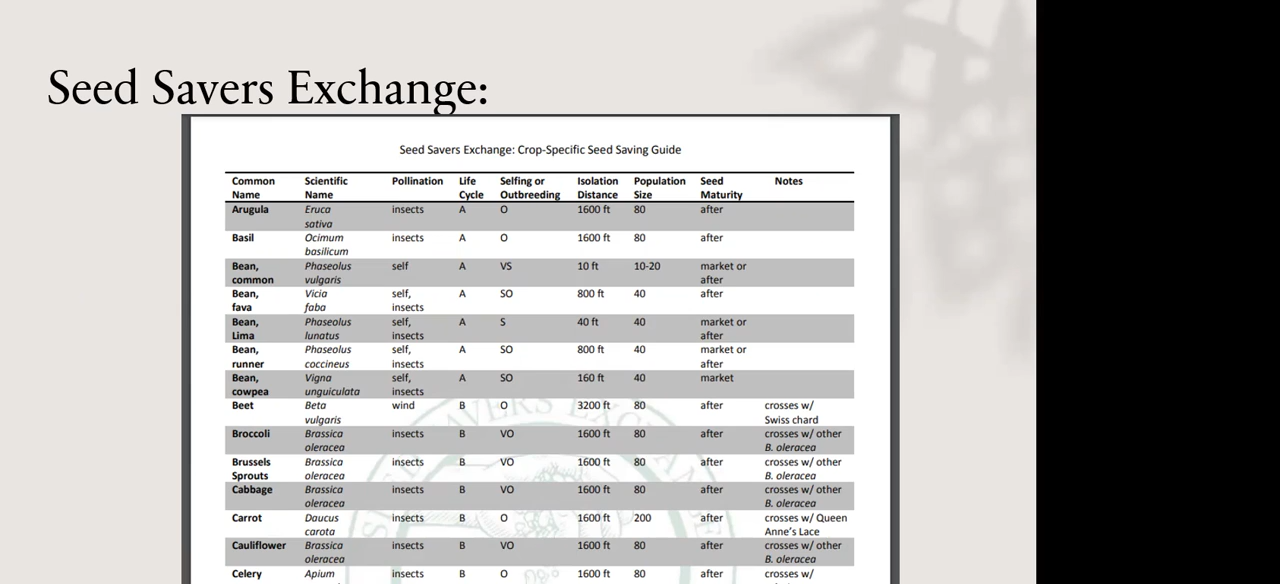 Seed Savers Exchange:
Seed Savers Exchange: Crop-Specific Seed Saving Guide
Common Scientific Pollination Life Selfing or Isolation Population Seed Notes
Name Name Cycle Outbreeding Distance Size Maturity
Arugula Eruca insects A O 1600 ft 80 after
sativa
Basil Ocimum insects A O 1600 ft 80 after
basilicum
Bean, Phaseolus self A VS 10 ft 10-20 market or
common vulgaris after
Bean, Vicia self, A SO 800 ft 40 after
fava faba insects
Bean, Phaseolus self, A S 40 ft 40 market or
Lima lunatus insects after
Bean, Phaseolus self, A SO 800 ft 40 market or
runner coccineus insects after
Bean, Vigna self, A SO 160 ft 40 market
cowpea unguiculata insects
Beet Beta wind B O 3200 ft 80 after crosses w/
vulgaris Swiss chard
Broccoli Brassica insects B VO 1600 ft 80 after crosses w/ other
oleracea B. oleracea
Brussels Brassica insects B VO 1600 ft 80 after crosses w/ other
Sprouts oleracea B. oleracea
Cabbage Brassica insects B VO 1600 ft 80 after crosses w/ other
oleracea B. oleracea
Carrot Daucus insects B O 1600 ft 200 after crosses w/ Queen
carota Anne's Lace
Cauliflower Brassica insects B VO 1600 ft 80 after crosses w/ other
oleracea B. oleracea
Celery Apium insects B O 1600 ft 80 after crosses w/